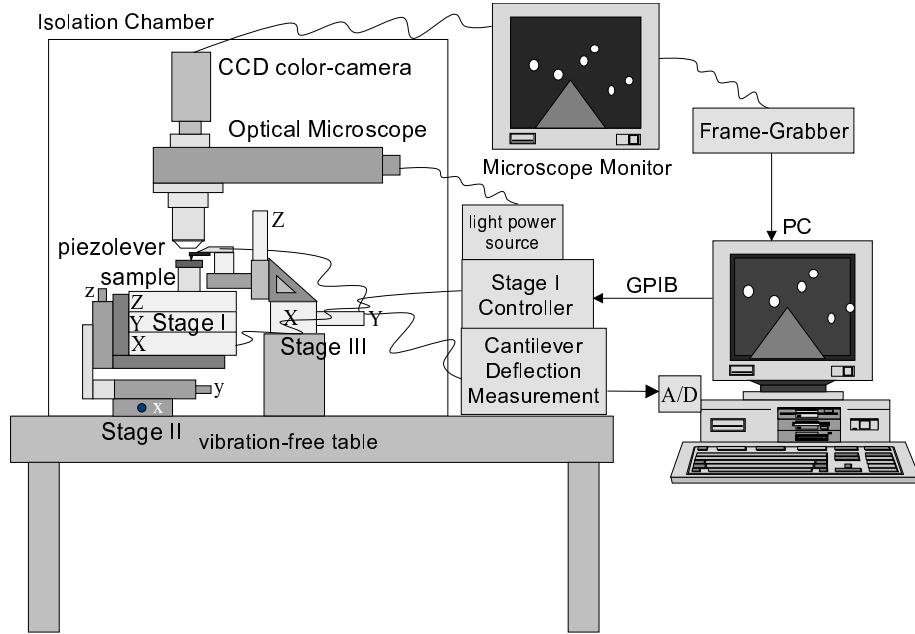 Isolation Chamber
CCD color-camera
Optical Microscope
Microscope Monitor
Frame-Grabber
PC
light power
source
piezolever
sample
Z
z
Z
Stage I
Y
X
Stage I
Controller
GPIB
X
Y
Stage III
Cantilever
Deflection
Measurement
A/D
y
x
Stage II
vibration-free table